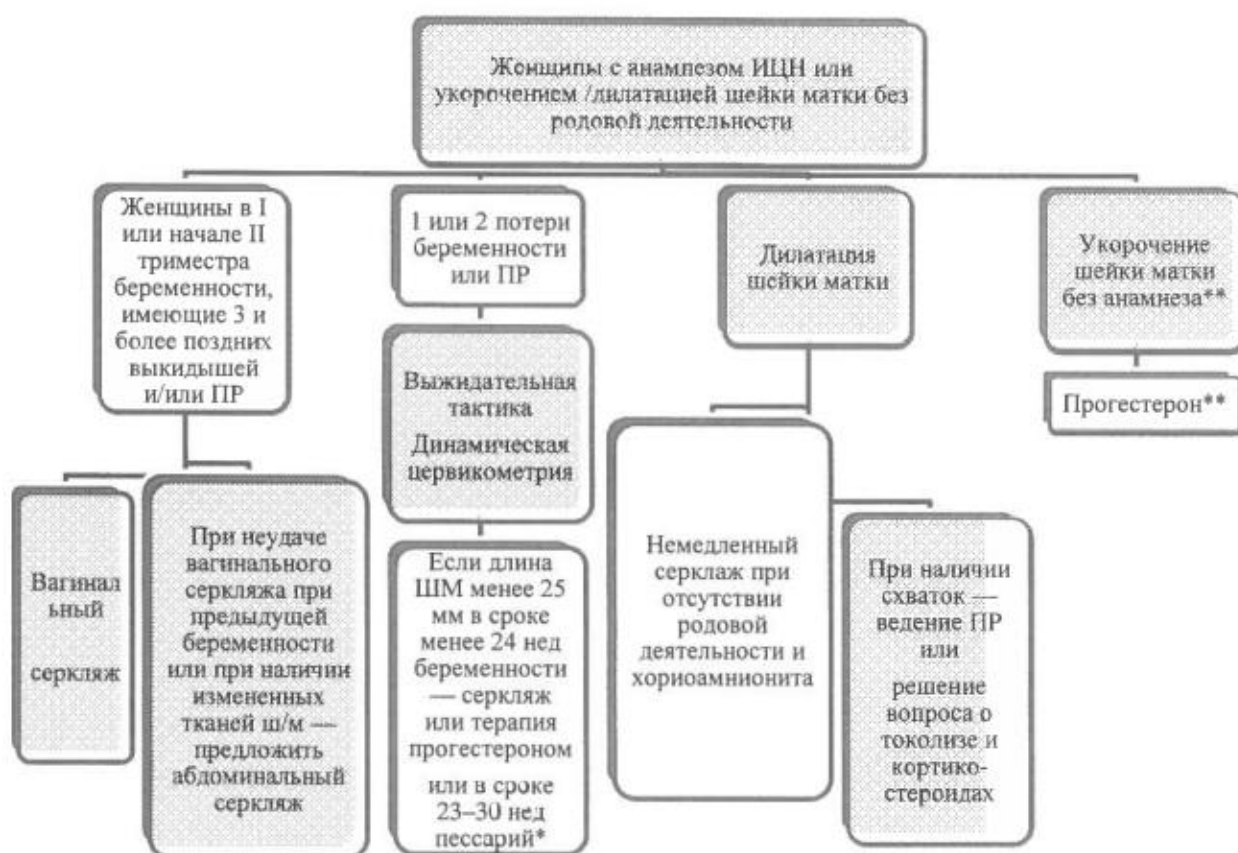 Женщипы с анампезом ИЦН или
укорочением /дилатацией шейки матки без
родовой деятельности
Женщины в I
или начале II
триместра
беременности,
имеющие 3 и
более поздних
выкидышей
и/или ПР
1 или 2 потери
беременности
или ПР
Дилатация
шейки матки
Укорочение
шейки матки
без анамнеза**
Выжидательная
тактика
Динамическая
цервикометрия
Прогестерон**
Вагинал
ьный
серкляж
При неудаче
вагинального
серкляжа при
предыдущей
беременности
или при наличии
измененных
тканей ш/м —
предложить
абдоминальный
серкляж
Если длина
ШМ менее 25
мм в сроке
менее 24 нед
беременности
— серкляж
или терапия
прогестероном
или в сроке
23–30 нед
пессарий*
Немедленный
серклаж при
отсутствии
родовой
деятельности и
хориоамнионита
При наличии
схваток —
ведение ПР
или
решение
вопроса о
токолизе и
кортико-
стероидах